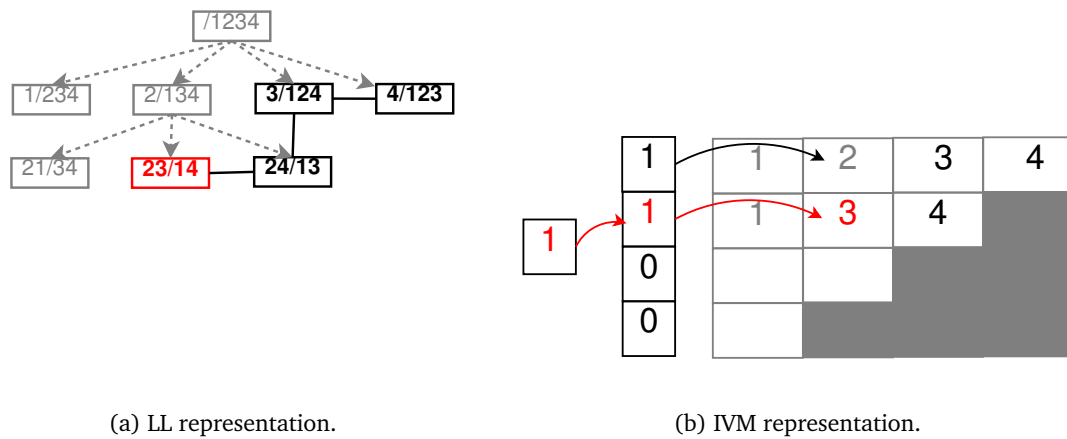 /1234
1/234 2/134 3/124 4/123
21/34 23/14 24/13
1 1 2 3 4
1 1 1 3 4
0
0
(a) LL representation. (b) IVM representation.